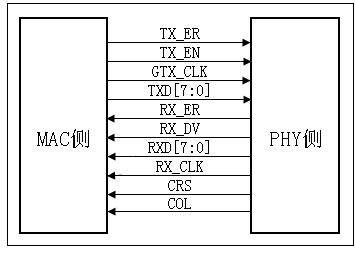 TX_ER
TX_EN
GTX_CLK
TXD[7:0]
RX_ER
MAC侧
RX_DV
PHY侧
RXD[7:0]
RX_CLK
CRS
COL